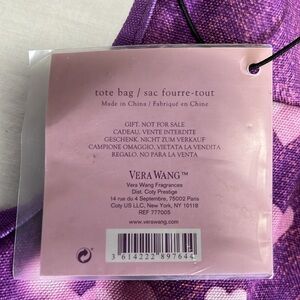 tote bag / sac fourre-tout
Made in China / Fabriqué en Chine
GIFT. NOT FOR SALE
CADEAU. VENTE INTERDITE
GESCHENK. NICHT ZUM VERKAUF
CAMPIONE OMAGGIO, VIETATA LA VENDITA
REGALO. NO PARA LA VENTA
VERA WANG™
Vera Wang Fragrances
Dist. Coty Prestige
14 rue du 4 Septembre, 75002 Paris
Coty US LLC, New York, NY 10118
REF 777005
3 614222 897644
www.verawang.com